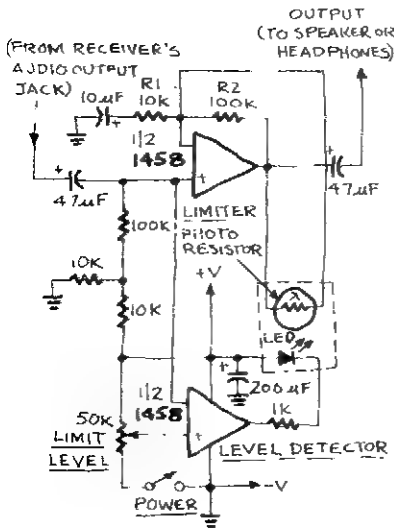 OUTPUT
(TO SPEAKER OR
HEADPHONES)
(FROM RECEIVER'S
AUDIO OUTPUT
JACK)
10µF
R1
10K
R2
100K
+
1/2
1458
+
+
47µF
+
47µF
100K
LIMITER
PHOTO
RESISTOR
10K
+V
10K
λ
LED
+
200µF
1/2
1458
1K
50K
LIMIT
LEVEL
+
LEVEL DETECTOR
POWER
-V